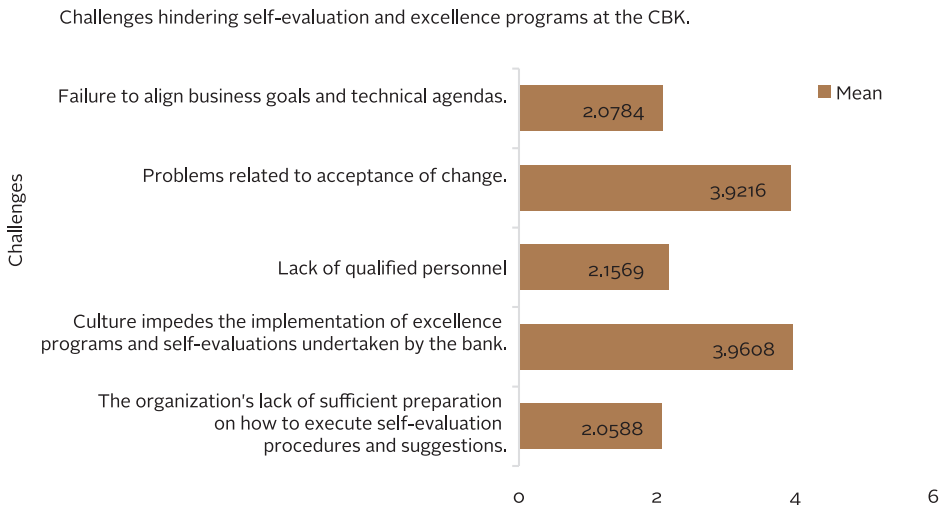 Challenges hindering self-evaluation and excellence programs at the CBK.
Failure to align business goals and technical agendas.
2.0784
Mean
Problems related to acceptance of change.
3.9216
Challenges
Lack of qualified personnel
2.1569
Culture impedes the implementation of excellence
programs and self-evaluations undertaken by the bank.
3.9608
The organization's lack of sufficient preparation
on how to execute self-evaluation
procedures and suggestions.
2.0588
0 2 4 6